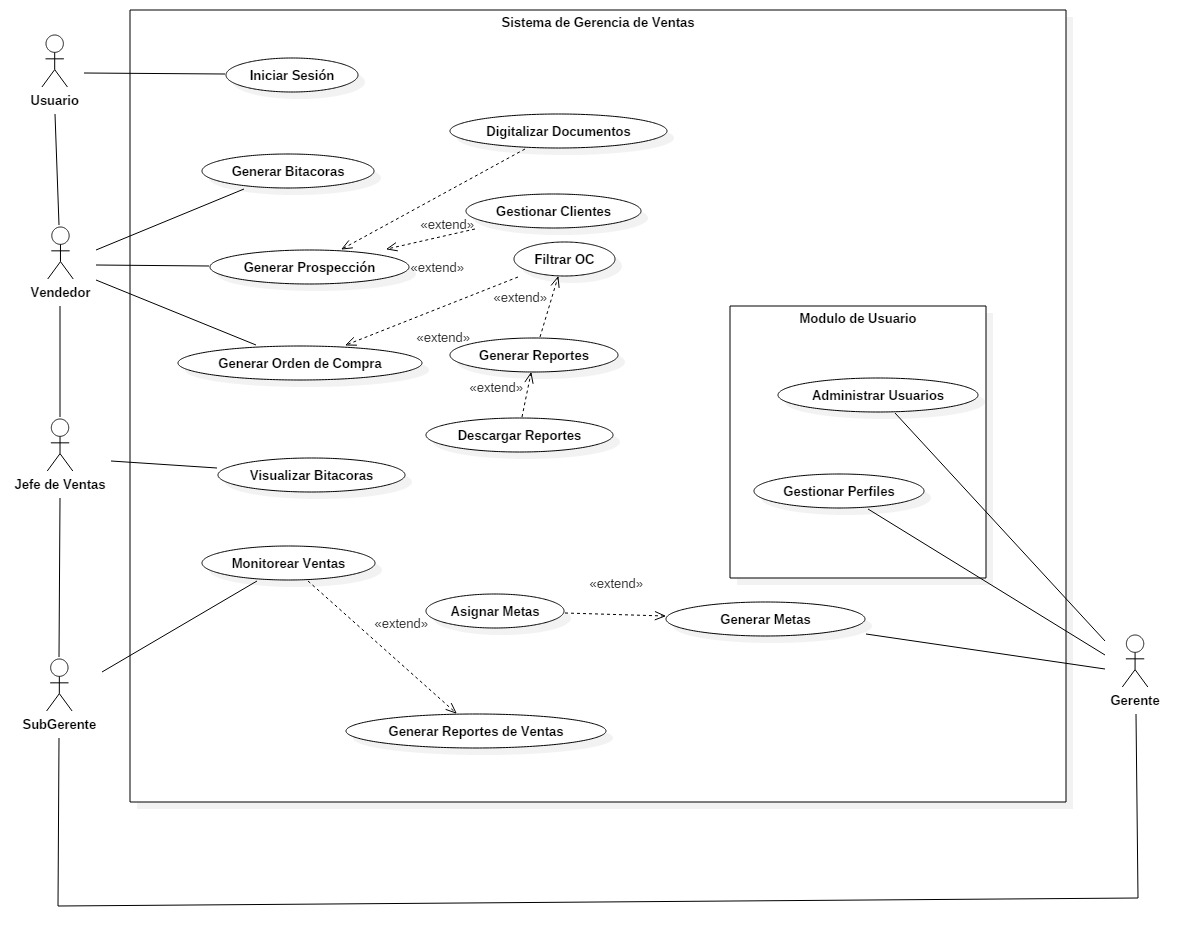 Sistema de Gerencia de Ventas
Usuario
Iniciar Sesión
Digitalizar Documentos
Generar Bitacoras
Gestionar Clientes
«extend»
Vendedor
Generar Prospección
«extend»
Filtrar OC
«extend»
Modulo de Usuario
«extend»
Generar Orden de Compra
Generar Reportes
«extend»
Administrar Usuarios
Descargar Reportes
Jefe de Ventas
Visualizar Bitacoras
Gestionar Perfiles
Monitorear Ventas
«extend»
Asignar Metas
«extend»
Generar Metas
SubGerente
Generar Reportes de Ventas
Gerente